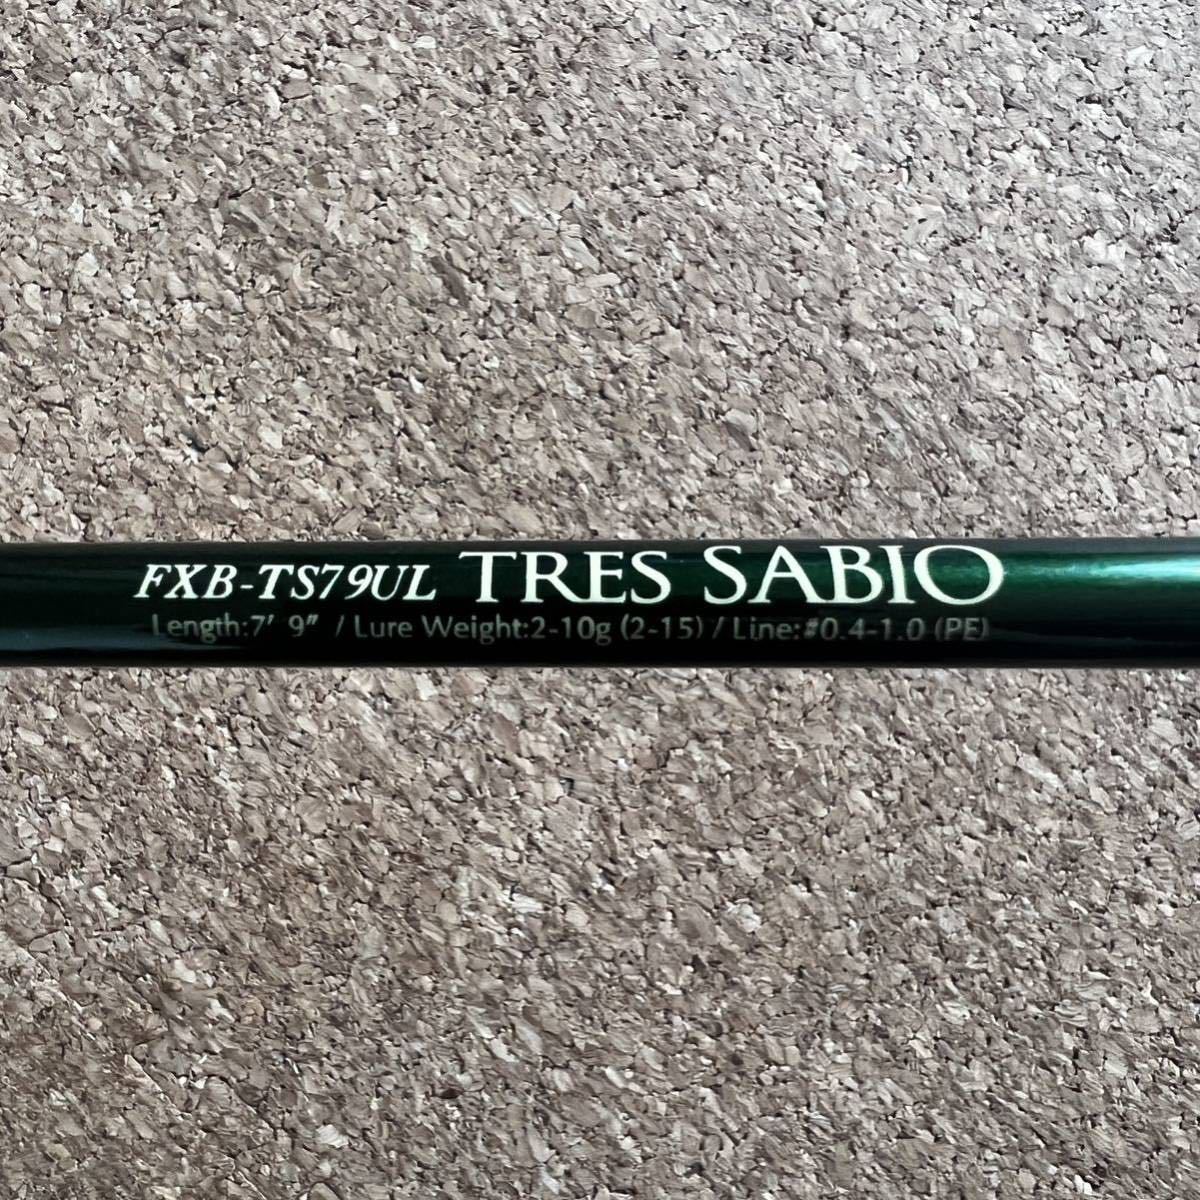 FXB-TS79UL TRES SABIO
Length:7' 9" / Lure Weight:2-10g (2-15) / Line:#0.4-1.0 (PE)